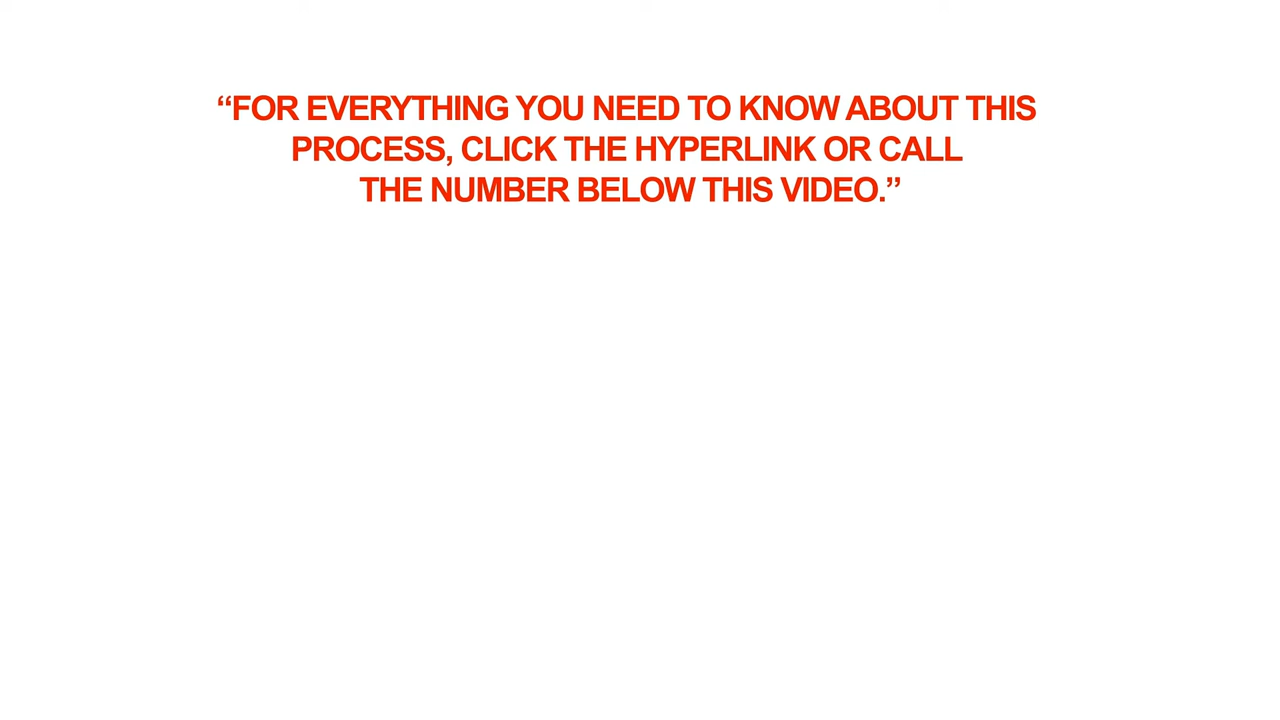 “FOR EVERYTHING YOU NEED TO KNOW ABOUT THIS
PROCESS, CLICK THE HYPERLINK OR CALL
THE NUMBER BELOW THIS VIDEO.”